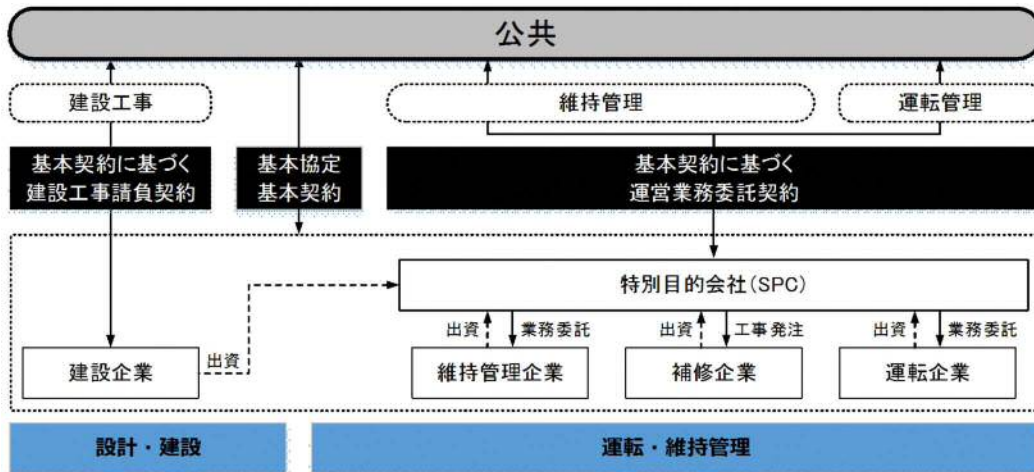 公共
建設工事
維持管理
運転管理
基本契約に基づく
建設工事請負契約
基本協定
基本契約
基本契約に基づく
運営業務委託契約
特別目的会社(SPC)
出資
業務委託
出資
工事発注
出資
業務委託
建設企業
出資
維持管理企業
補修企業
運転企業
設計・建設
運転・維持管理